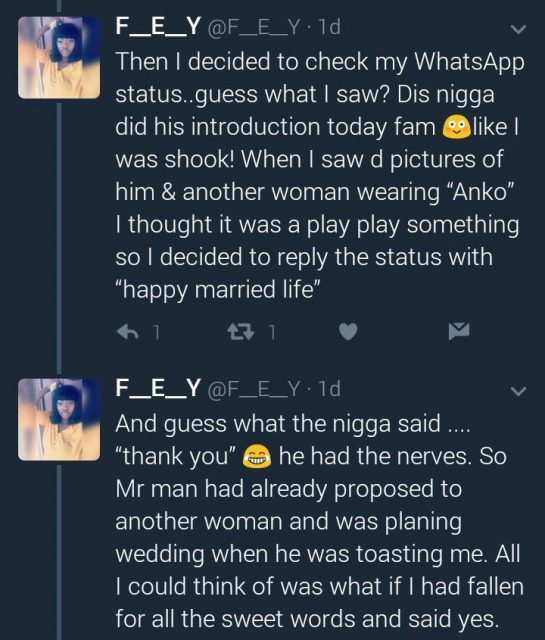 F__E__Y @F__E__Y · 1d
Then I decided to check my WhatsApp
status..guess what I saw? Dis nigga
did his introduction today fam 🙂like I
was shook! When I saw d pictures of
him & another woman wearing “Anko”
I thought it was a play play something
so I decided to reply the status with
“happy married life”
1 1
F__E__Y @F__E__Y · 1d
And guess what the nigga said ....
“thank you” 😂 he had the nerves. So
Mr man had already proposed to
another woman and was planing
wedding when he was toasting me. All
I could think of was what if I had fallen
for all the sweet words and said yes.